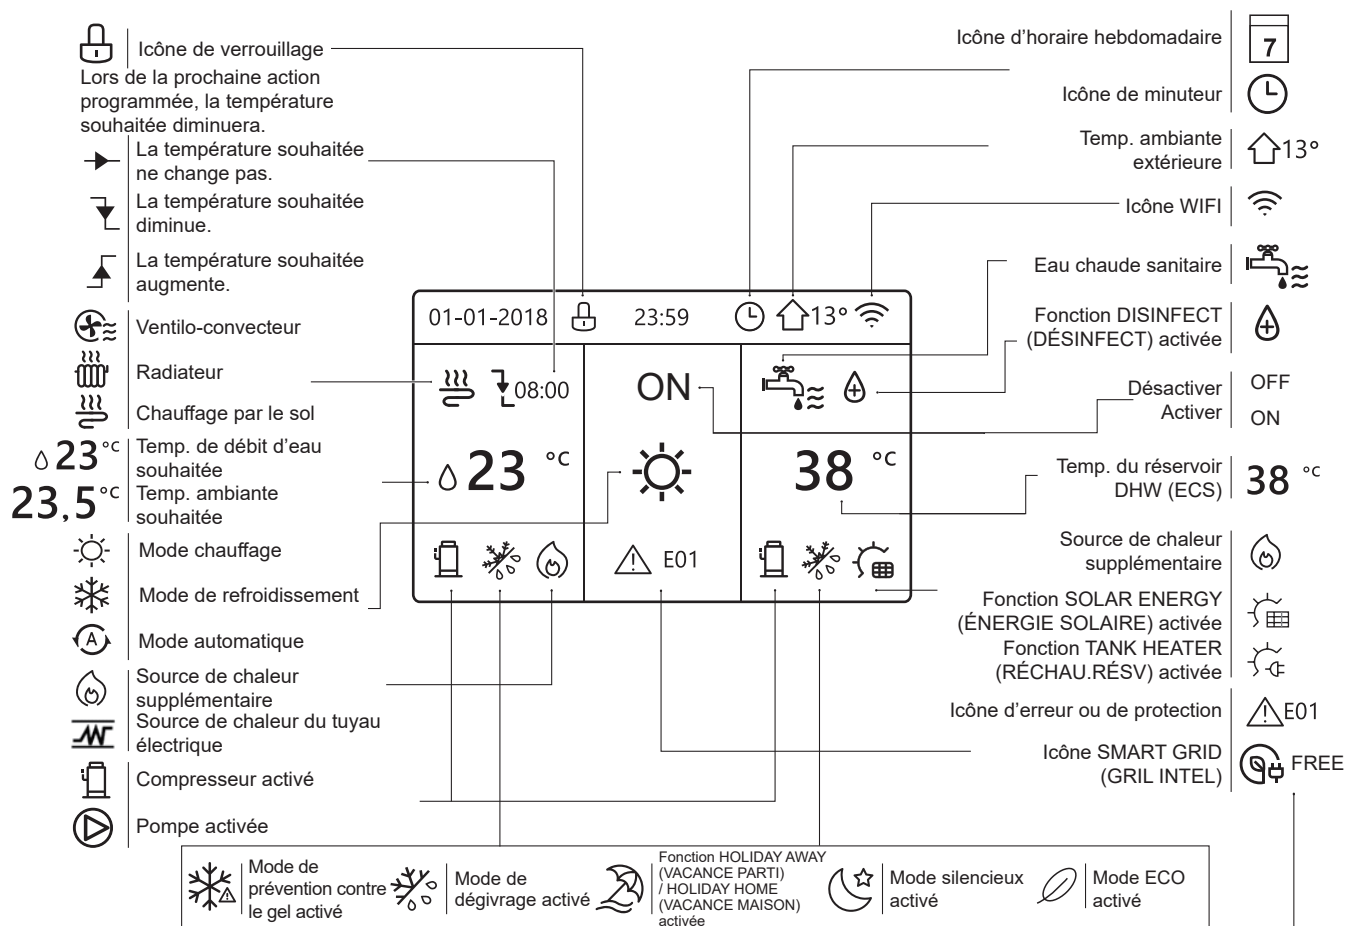 Icône de verrouillage
Lors de la prochaine action
programmée, la température
souhaitée diminuera.
La température souhaitée
ne change pas.
La température souhaitée
diminue.
La température souhaitée
augmente.
Ventilo-convecteur
Radiateur
Chauffage par le sol
23 °C
Temp. de débit d'eau
souhaitée
23,5 °C
Temp. ambiante
souhaitée
Mode chauffage
Mode de refroidissement
A
Mode automatique
Source de chaleur
supplémentaire
Source de chaleur du tuyau
électrique
Compresseur activé
Pompe activée
01-01-2018
23:59
13°
08:00
ON
23 °C
38 °C
E01
Icône d'horaire hebdomadaire
7
Icône de minuteur
Temp. ambiante
extérieure
13°
Icône WIFI
Eau chaude sanitaire
Fonction DISINFECT
(DÉSINFECT) activée
Désactiver
OFF
Activer
ON
Temp. du réservoir
DHW (ECS)
38 °C
Source de chaleur
supplémentaire
Fonction SOLAR ENERGY
(ÉNERGIE SOLAIRE) activée
Fonction TANK HEATER
(RÉCHAU.RÉSV) activée
Icône d'erreur ou de protection
E01
Icône SMART GRID
(GRIL INTEL)
FREE
Mode de
prévention contre
le gel activé
Mode de
dégivrage activé
Fonction HOLIDAY AWAY
(VACANCE PARTI)
/ HOLIDAY HOME
(VACANCE MAISON)
activée
Mode silencieux
activé
Mode ECO
activé